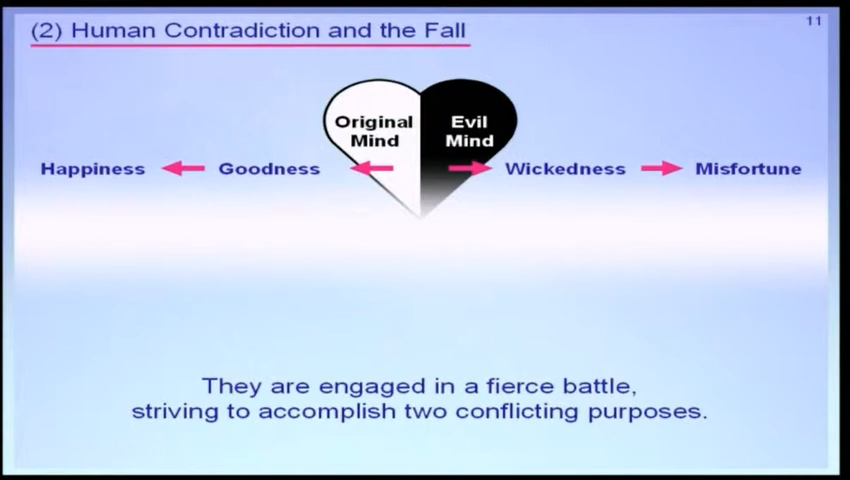 11
(2) Human Contradiction and the Fall
Original Mind
Evil Mind
Happiness
Goodness
Wickedness
Misfortune
They are engaged in a fierce battle,
striving to accomplish two conflicting purposes.